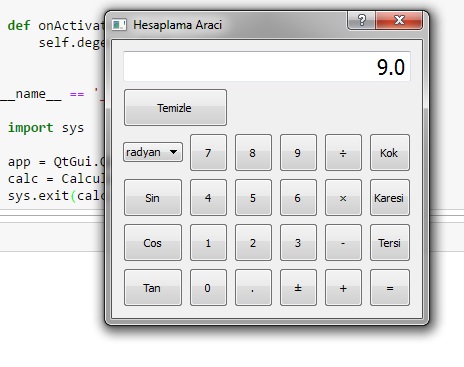 def onActivat
self.dege
__name__ == '_
import sys
app = QtGui.Q
calc = Calcul
sys.exit(calc
Hesaplama Araci
9.0
Temizle
radyan 7 8 9 ÷ Kok
Sin 4 5 6 × Karesi
Cos 1 2 3 - Tersi
Tan 0 . ± + =